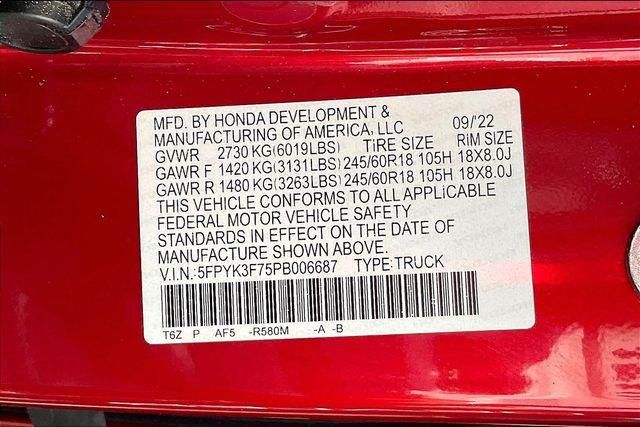 MFD. BY HONDA DEVELOPMENT &
MANUFACTURING OF AMERICA, LLC 09/'22
GVWR 2730 KG(6019LBS) TIRE SIZE RIM SIZE
GAWR F 1420 KG(3131LBS) 245/60R18 105H 18X8.0J
GAWR R 1480 KG(3263LBS) 245/60R18 105H 18X8.0J
THIS VEHICLE CONFORMS TO ALL APPLICABLE
FEDERAL MOTOR VEHICLE SAFETY
STANDARDS IN EFFECT ON THE DATE OF
MANUFACTURE SHOWN ABOVE.
V.I.N.:5FPYK3F75PB006687 TYPE:TRUCK
T6Z P AF5 -R580M -A -B